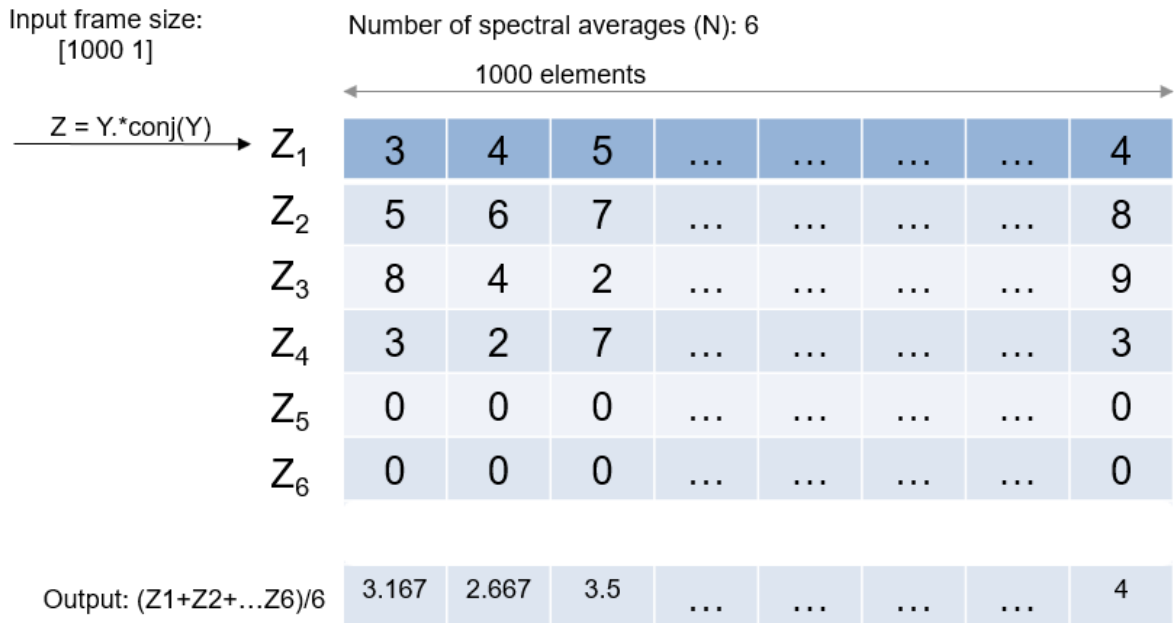 Input frame size:
[1000 1]
Number of spectral averages (N): 6
1000 elements
Z = Y.*conj(Y)
Z1 3 4 5 ... ... ... ... 4
Z2 5 6 7 ... ... ... ... 8
Z3 8 4 2 ... ... ... ... 9
Z4 3 2 7 ... ... ... ... 3
Z5 0 0 0 ... ... ... ... 0
Z6 0 0 0 ... ... ... ... 0
Output: (Z1+Z2+...Z6)/6 3.167 2.667 3.5 ... ... ... ... 4